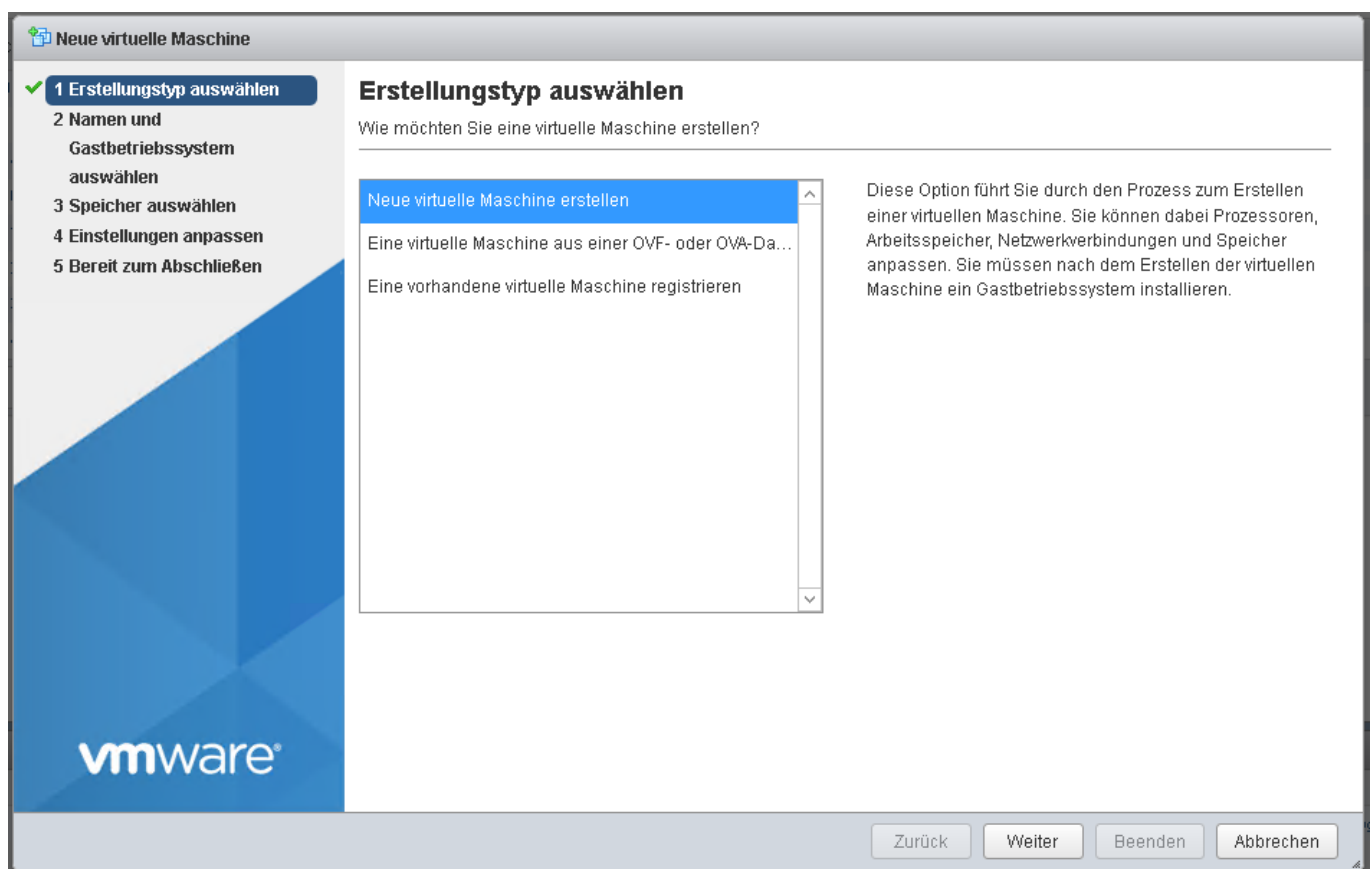 Neue virtuelle Maschine
1 Erstellungstyp auswählen
2 Namen und
Gastbetriebssystem
auswählen
3 Speicher auswählen
4 Einstellungen anpassen
5 Bereit zum Abschließen
Erstellungstyp auswählen
Wie möchten Sie eine virtuelle Maschine erstellen?
Neue virtuelle Maschine erstellen
Eine virtuelle Maschine aus einer OVF- oder OVA-Da...
Eine vorhandene virtuelle Maschine registrieren
Diese Option führt Sie durch den Prozess zum Erstellen
einer virtuellen Maschine. Sie können dabei Prozessoren,
Arbeitsspeicher, Netzwerkverbindungen und Speicher
anpassen. Sie müssen nach dem Erstellen der virtuellen
Maschine ein Gastbetriebssystem installieren.
vmware®
Zurück
Weiter
Beenden
Abbrechen